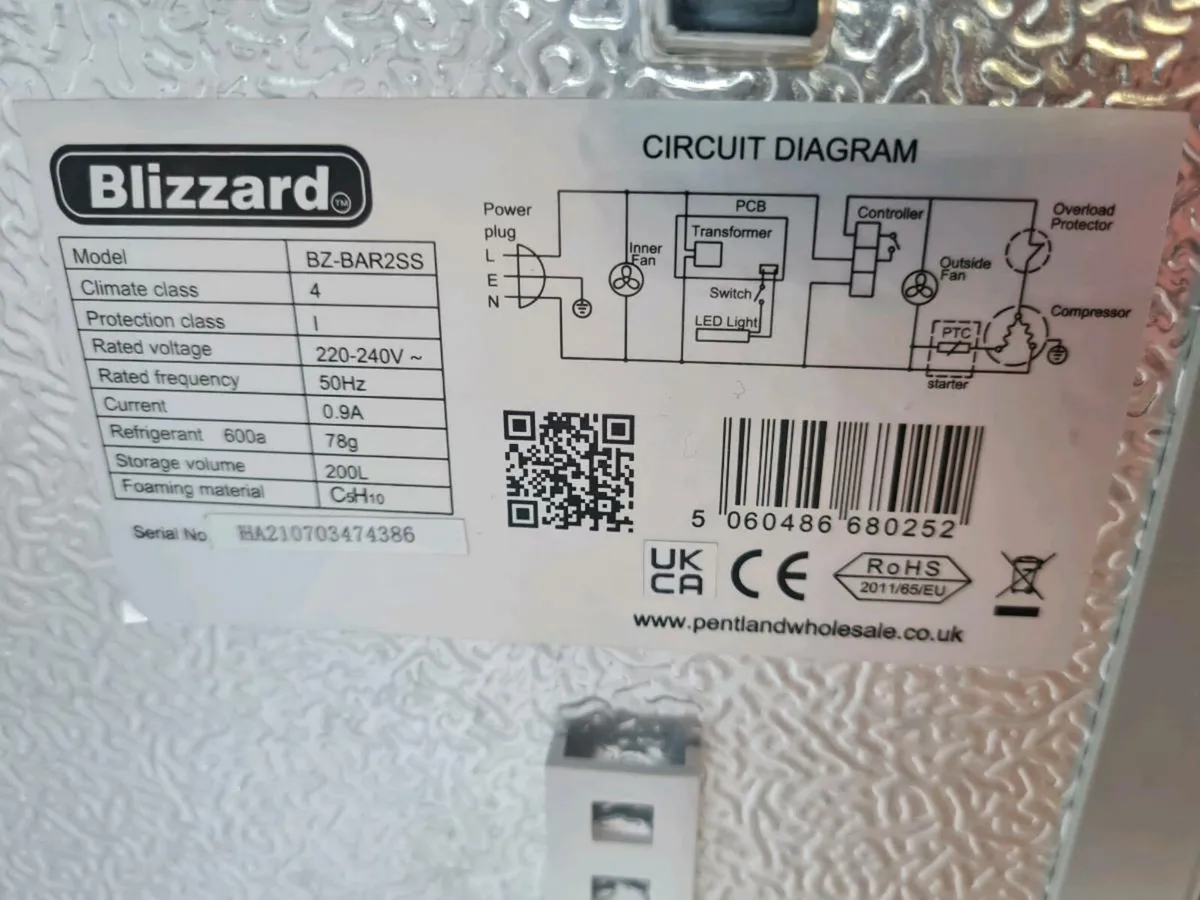 Blizzard TM
Model BZ-BAR2SS
Climate class 4
Protection class I
Rated voltage 220-240V ~
Rated frequency 50Hz
Current 0.9A
Refrigerant 600a 78g
Storage volume 200L
Foaming material C5H10
Serial No HA210703474386
CIRCUIT DIAGRAM
Power
plug
L
E
N
Inner
Fan
PCB
Transformer
Switch
LED Light
Controller
Outside
Fan
Overload
Protector
Compressor
PTC
starter
5 060486 680252
UK
CA
CE
RoHS
2011/65/EU
www.pentlandwholesale.co.uk